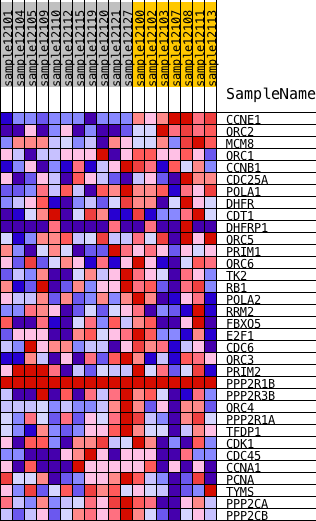 sample12101
sample12104
sample12105
sample12109
sample12112
sample12115
sample12119
sample12120
sample12121
sample12100
sample12102
sample12103
sample12107
sample12108
sample12111
sample12113
SampleName
CCNE1
ORC2
MCM8
ORC1
CCNB1
CDC25A
POLA1
DHFR
CDT1
DHFRP1
ORC5
PRIM1
ORC6
TK2
RB1
POLA2
RRM2
FBXO5
E2F1
CDC6
ORC3
PRIM2
PPP2R1B
PPP2R3B
ORC4
PPP2R1A
TFDP1
CDK1
CDC45
CCNA1
PCNA
TYMS
PPP2CA
PPP2CB